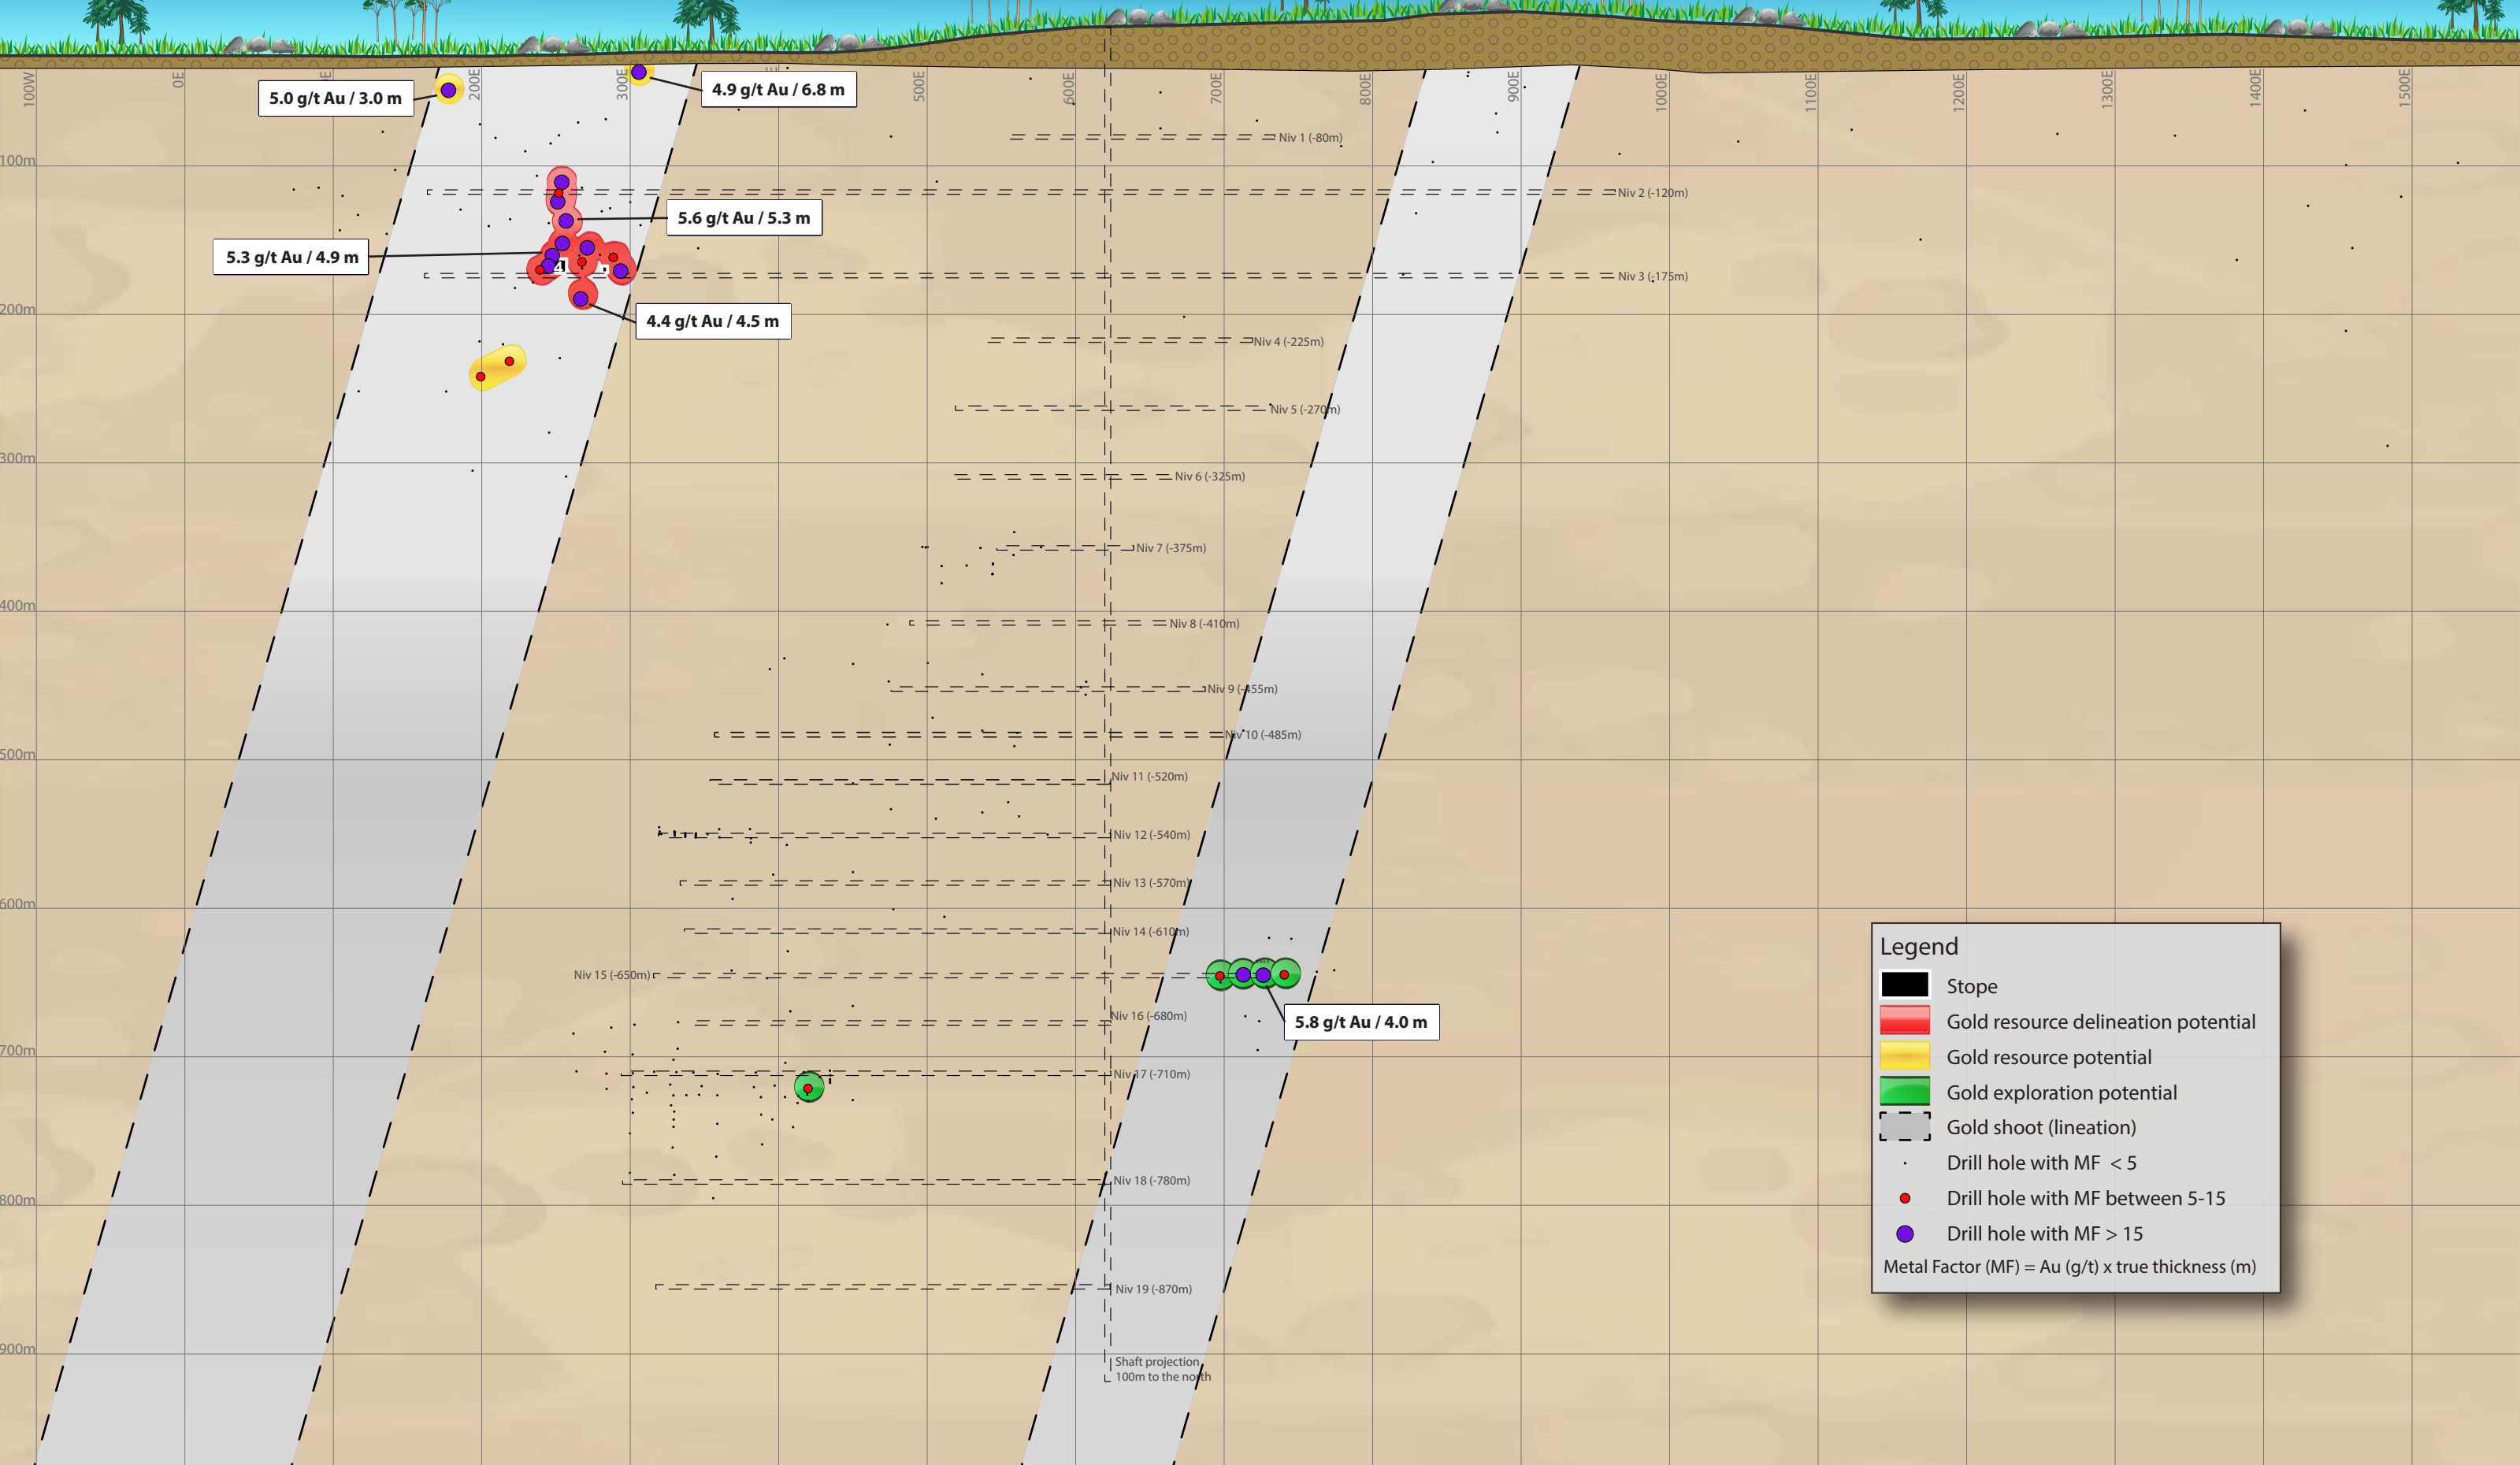 100W
0E
200E
300E
500E
600E
700E
800E
900E
1000E
1100E
1200E
1300E
1400E
1500E
5.0 g/t Au / 3.0 m
4.9 g/t Au / 6.8 m
Niv 1 (-80m)
100m
Niv 2 (-120m)
5.6 g/t Au / 5.3 m
5.3 g/t Au / 4.9 m
Niv 3 (-175m)
200m
4.4 g/t Au / 4.5 m
Niv 4 (-225m)
Niv 5 (-270m)
300m
Niv 6 (-325m)
Niv 7 (-375m)
400m
Niv 8 (-410m)
Niv 9 (-455m)
Niv 10 (-485m)
500m
Niv 11 (-520m)
Niv 12 (-540m)
Niv 13 (-570m)
600m
Niv 14 (-610m)
Niv 15 (-650m)
Niv 16 (-680m)
5.8 g/t Au / 4.0 m
700m
Niv 17 (-710m)
Niv 18 (-780m)
800m
Niv 19 (-870m)
900m
Shaft projection
100m to the north
Legend
Stope
Gold resource delineation potential
Gold resource potential
Gold exploration potential
Gold shoot (lineation)
Drill hole with MF < 5
Drill hole with MF between 5-15
Drill hole with MF > 15
Metal Factor (MF) = Au (g/t) x true thickness (m)